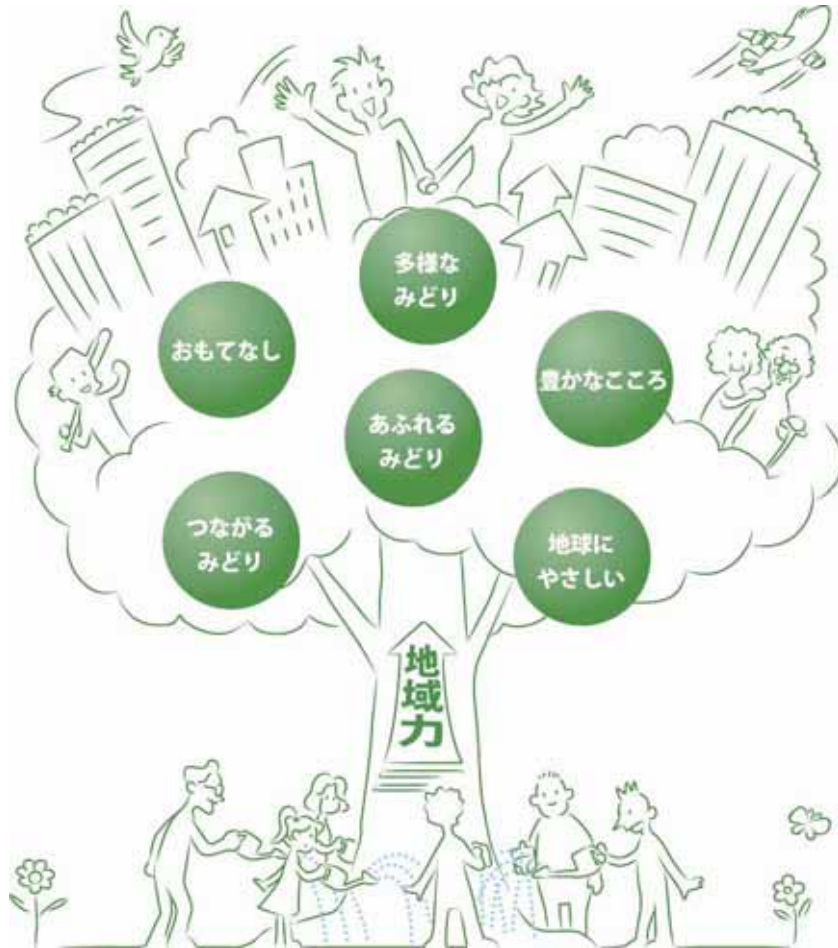 多様な
みどり
おもてなし
豊かなこころ
あふれる
みどり
つながる
みどり
地球に
やさしい
地域力